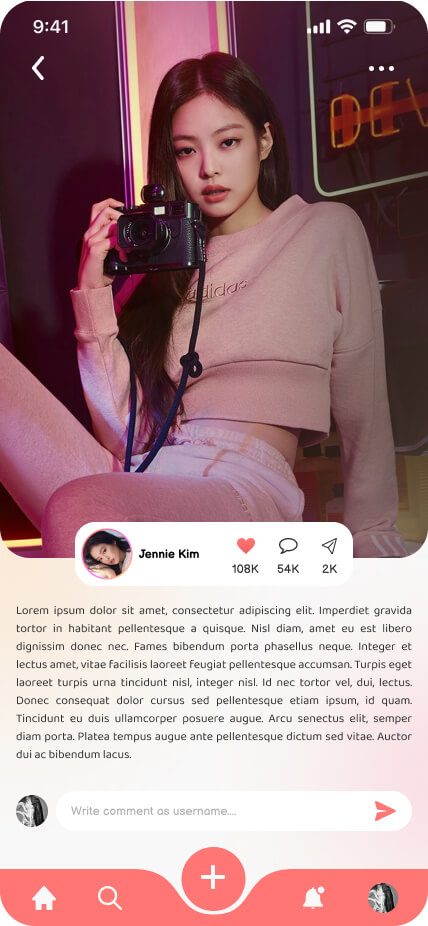 9:41
DEV
adidas
Jennie Kim
108K
54K
2K
Lorem ipsum dolor sit amet, consectetur adipiscing elit. Imperdiet gravida
tortor in habitant pellentesque a quisque. Nisl diam, amet eu est libero
dignissim donec nec. Fames bibendum porta phasellus neque. Integer et
lectus amet, vitae facilisis laoreet feugiat pellentesque accumsan. Turpis eget
laoreet turpis urna tincidunt nisl, integer nisl. Id nec tortor vel, dui, lectus.
Donec consequat dolor cursus sed pellentesque etiam ipsum, id quam.
Tincidunt eu duis ullamcorper posuere augue. Arcu senectus elit, semper
diam porta. Platea tempus augue ante pellentesque dictum sed vitae. Auctor
dui ac bibendum lacus.
Write comment as username....